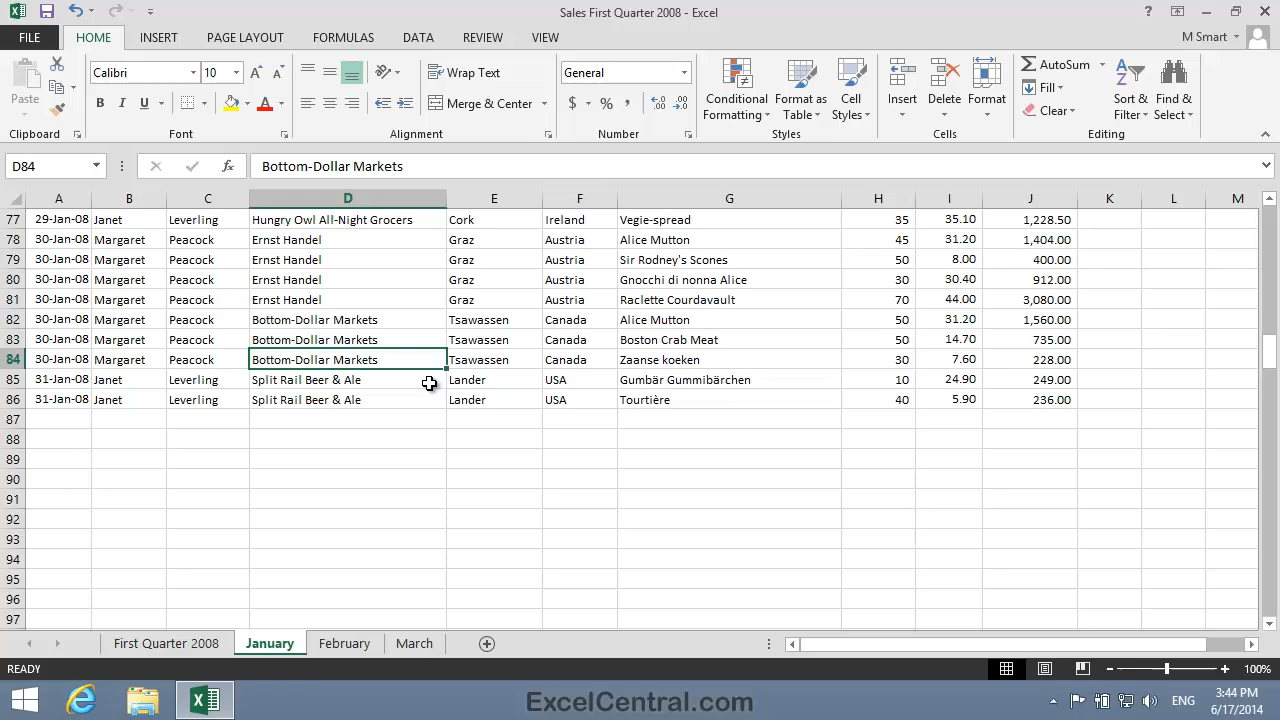 Sales First Quarter 2008 - Excel
FILE HOME INSERT PAGE LAYOUT FORMULAS DATA REVIEW VIEW M Smart
Paste
Calibri 10
B I U A
Wrap Text
Merge & Center
General
$ % ,
Conditional Formatting
Format as Table
Cell Styles
Insert Delete Format
AutoSum
Fill
Clear
Sort & Filter
Find & Select
Clipboard Font Alignment Number Styles Cells Editing
D84 fx Bottom-Dollar Markets
A B C D E F G H I J K L M
77 29-Jan-08 Janet Leverling Hungry Owl All-Night Grocers Cork Ireland Vegie-spread 35 35.10 1,228.50
78 30-Jan-08 Margaret Peacock Ernst Handel Graz Austria Alice Mutton 45 31.20 1,404.00
79 30-Jan-08 Margaret Peacock Ernst Handel Graz Austria Sir Rodney's Scones 50 8.00 400.00
80 30-Jan-08 Margaret Peacock Ernst Handel Graz Austria Gnocchi di nonna Alice 30 30.40 912.00
81 30-Jan-08 Margaret Peacock Ernst Handel Graz Austria Raclette Courdavault 70 44.00 3,080.00
82 30-Jan-08 Margaret Peacock Bottom-Dollar Markets Tsawassen Canada Alice Mutton 50 31.20 1,560.00
83 30-Jan-08 Margaret Peacock Bottom-Dollar Markets Tsawassen Canada Boston Crab Meat 50 14.70 735.00
84 30-Jan-08 Margaret Peacock Bottom-Dollar Markets Tsawassen Canada Zaanse koeken 30 7.60 228.00
85 31-Jan-08 Janet Leverling Split Rail Beer & Ale Lander USA Gumbär Gummibärchen 10 24.90 249.00
86 31-Jan-08 Janet Leverling Split Rail Beer & Ale Lander USA Tourtière 40 5.90 236.00
87
88
89
90
91
92
93
94
95
96
97
First Quarter 2008 January February March
READY 100%
ExcelCentral.com
ENG
3:44 PM
6/17/2014